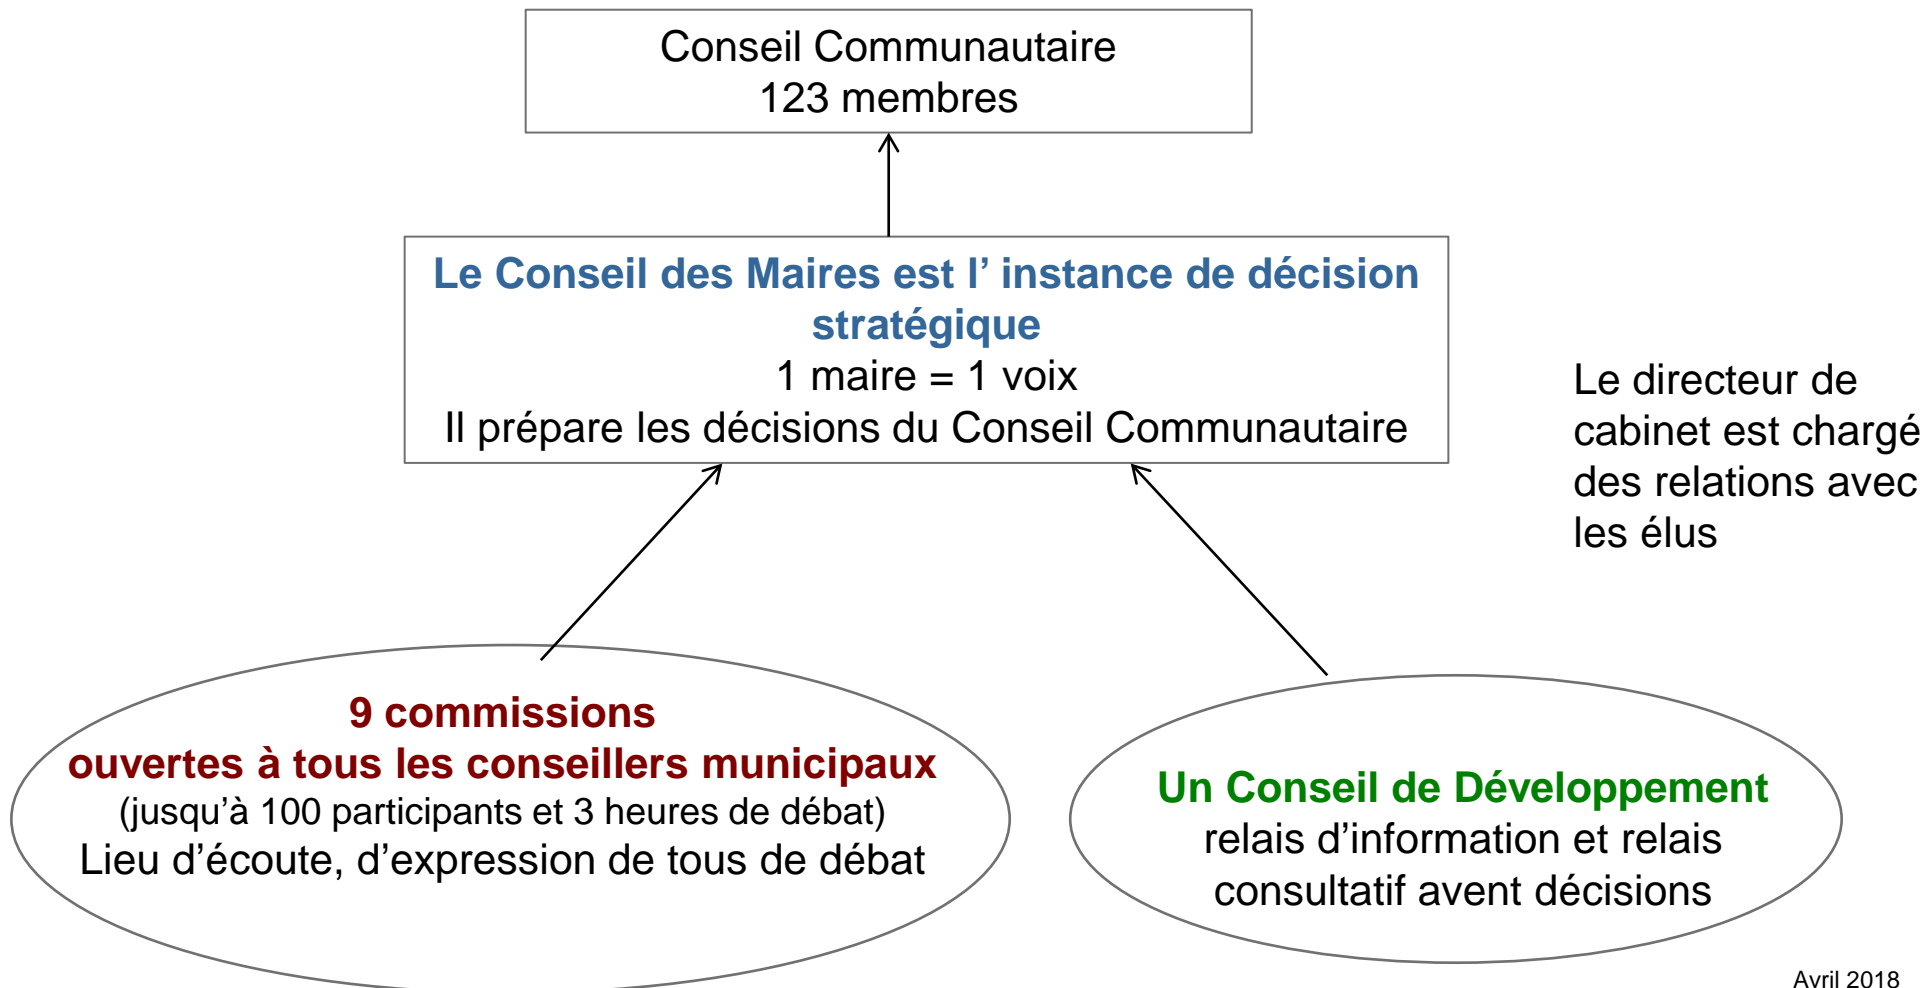 Conseil Communautaire
123 membres
Le Conseil des Maires est l’ instance de décision
stratégique
1 maire = 1 voix
Il prépare les décisions du Conseil Communautaire
Le directeur de
cabinet est chargé
des relations avec
les élus
9 commissions
ouvertes à tous les conseillers municipaux
(jusqu’à 100 participants et 3 heures de débat)
Lieu d’écoute, d’expression de tous de débat
Un Conseil de Développement
relais d’information et relais
consultatif avent décisions
Avril 2018